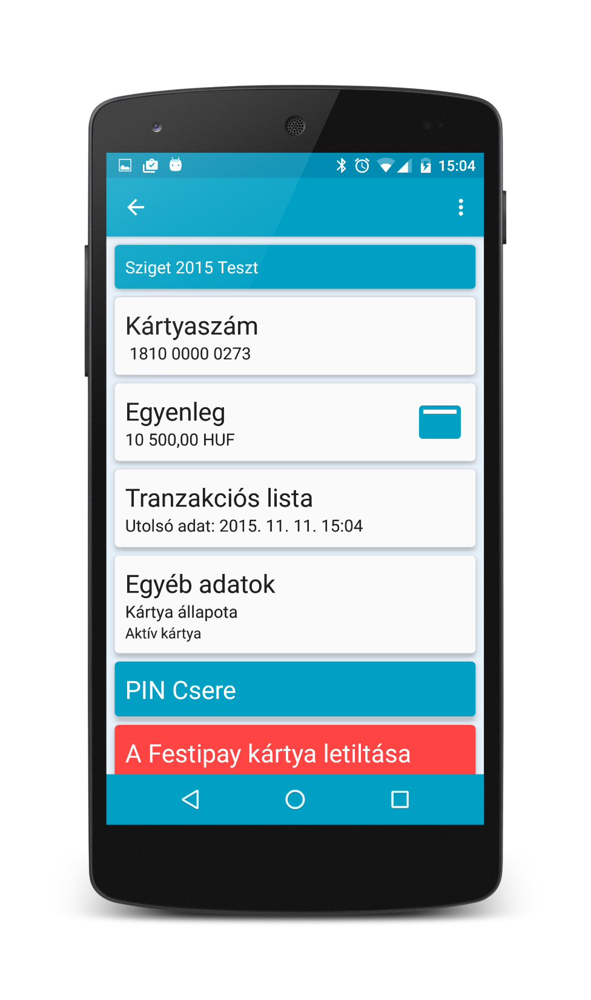 15:04
Sziget 2015 Teszt
Kártyaszám
1810 0000 0273
Egyenleg
10 500,00 HUF
Tranzakciós lista
Utolsó adat: 2015. 11. 11. 15:04
Egyéb adatok
Kártya állapota
Aktív kártya
PIN Csere
A Festipay kártya letiltása